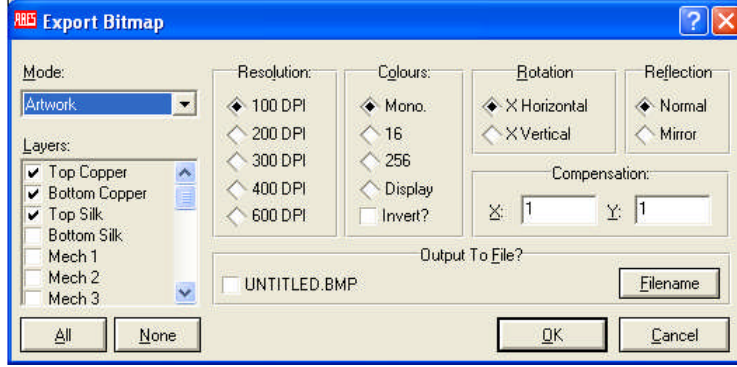 ARES Export Bitmap
Mode:
Artwork
Layers:
Top Copper
Bottom Copper
Top Silk
Bottom Silk
Mech 1
Mech 2
Mech 3
All
None
Resolution:
100 DPI
200 DPI
300 DPI
400 DPI
600 DPI
Colours:
Mono.
16
256
Display
Invert?
Rotation
X Horizontal
X Vertical
Reflection
Normal
Mirror
Compensation:
X: 1 Y: 1
Output To File?
UNTITLED.BMP
Filename
OK
Cancel